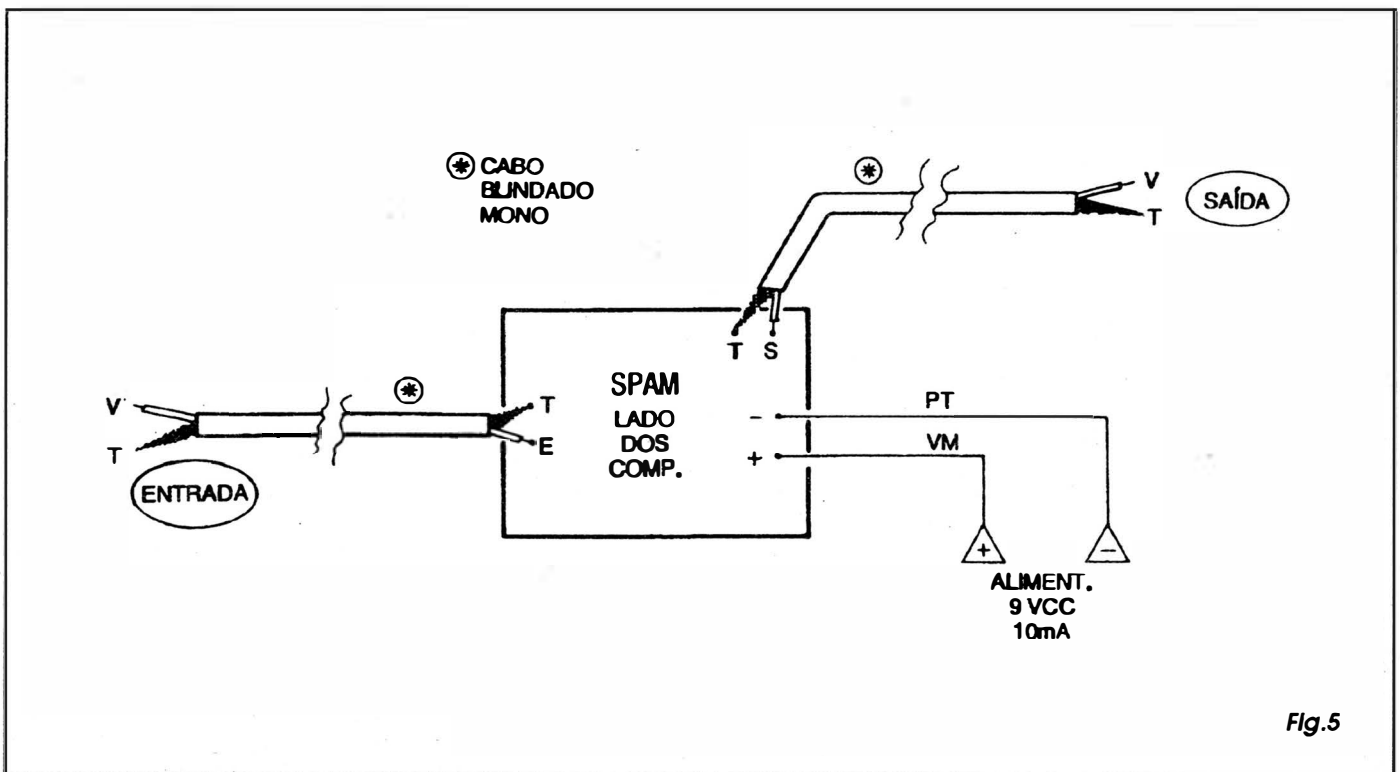 ✱ CABO
BLINDADO
MONO
✱
V
T
SAÍDA
T S
SPAM
LADO
DOS
COMP.
✱
V
T
ENTRADA
T
E
-
+
PT
VM
+
-
ALIMENT.
9 VCC
10mA
Fig.5